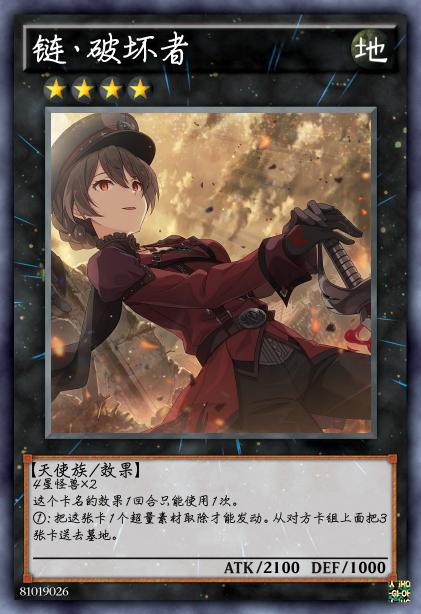 链·破坏者
地
【天使族/效果】
4星怪兽×2
这个卡名的效果1回合只能使用1次。
①:把这张卡1个超量素材取除才能发动。从对方卡组上面把3
张卡送去墓地。
ATK/2100 DEF/1000
81019026